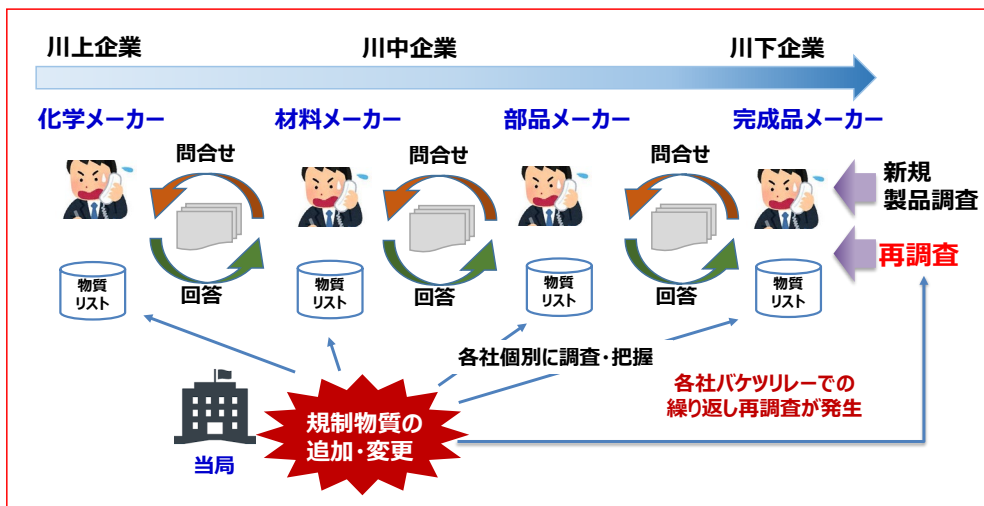 川上企業
川中企業
川下企業
化学メーカー
材料メーカー
部品メーカー
完成品メーカー
問合せ
問合せ
問合せ
新規
製品調査
再調査
物質
リスト
回答
物質
リスト
回答
物質
リスト
回答
物質
リスト
各社個別に調査・把握
各社バケツリレーでの
繰り返し再調査が発生
規制物質の
追加・変更
当局